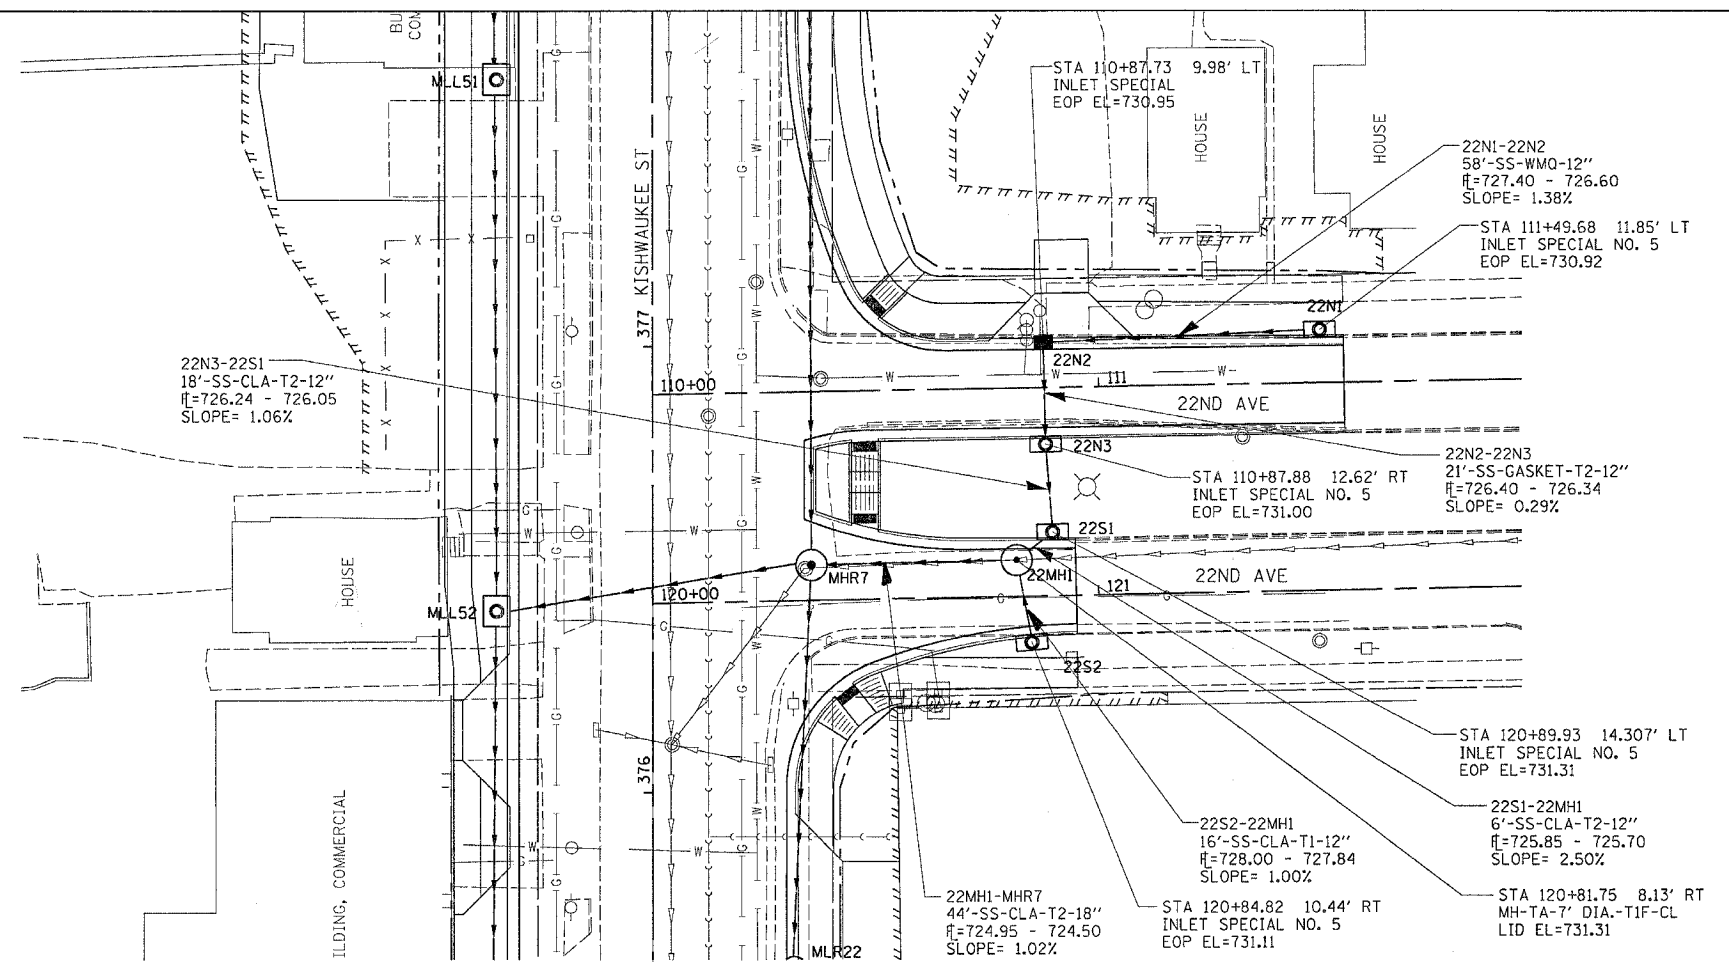 BU
COM
MLL51
STA 110+87.73 9.98' LT
INLET SPECIAL
EOP EL=730.95
HOUSE
HOUSE
377 KISHWAUKEE ST
22N1-22N2
58'-SS-WMQ-12"
FL=727.40 - 726.60
SLOPE= 1.38%
STA 111+49.68 11.85' LT
INLET SPECIAL NO. 5
EOP EL=730.92
22N1
22N2
22N3-22S1
18'-SS-CLA-T2-12"
FL=726.24 - 726.05
SLOPE= 1.06%
110+00
111
22ND AVE
22N3
22N2-22N3
21'-SS-GASKET-T2-12"
FL=726.40 - 726.34
SLOPE= 0.29%
STA 110+87.88 12.62' RT
INLET SPECIAL NO. 5
EOP EL=731.00
22S1
HOUSE
MHR7
22MH1
22ND AVE
121
120+00
MLL52
22S2
376
STA 120+89.93 14.307' LT
INLET SPECIAL NO. 5
EOP EL=731.31
22S1-22MH1
6'-SS-CLA-T2-12"
FL=725.85 - 725.70
SLOPE= 2.50%
22S2-22MH1
16'-SS-CLA-T1-12"
FL=728.00 - 727.84
SLOPE= 1.00%
ILDING, COMMERCIAL
22MH1-MHR7
44'-SS-CLA-T2-18"
FL=724.95 - 724.50
SLOPE= 1.02%
STA 120+84.82 10.44' RT
INLET SPECIAL NO. 5
EOP EL=731.11
STA 120+81.75 8.13' RT
MH-TA-7' DIA.-T1F-CL
LID EL=731.31
MLR22